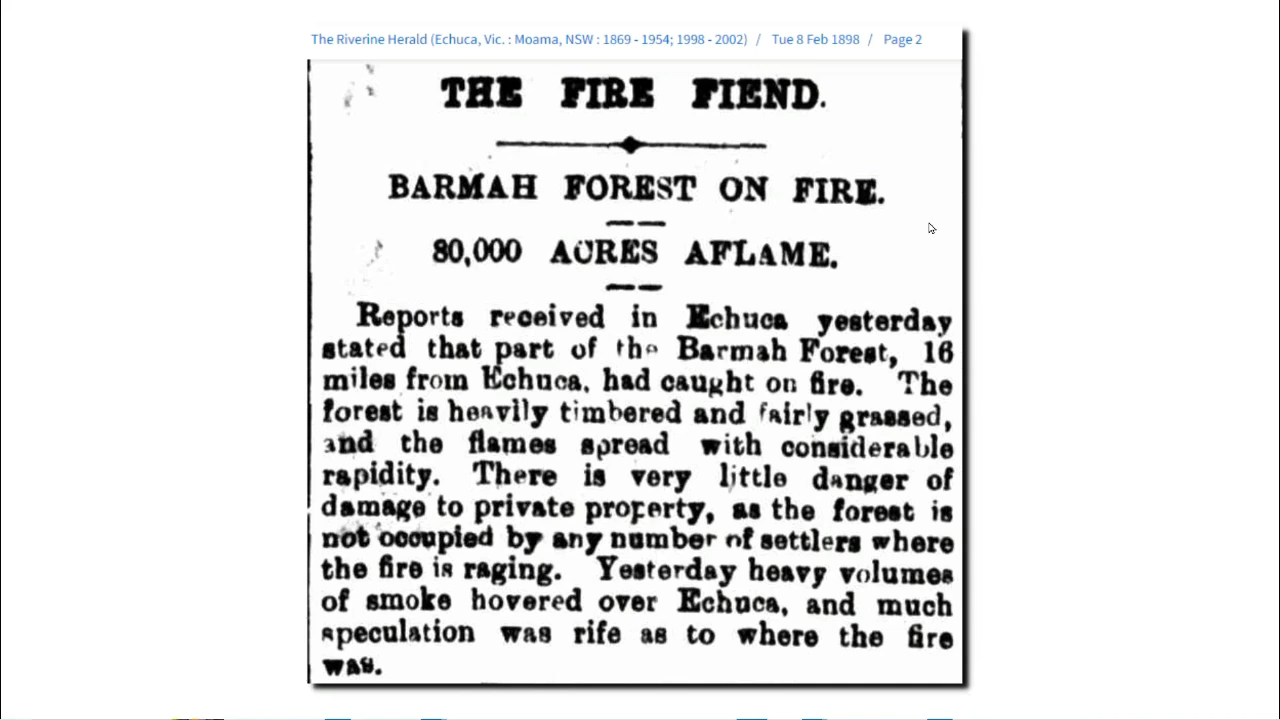 The Riverine Herald (Echuca, Vic. : Moama, NSW : 1869 - 1954; 1998 - 2002) / Tue 8 Feb 1898 / Page 2
THE FIRE FIEND.
BARMAH FOREST ON FIRE.
80,000 ACRES AFLAME.
Reports received in Echuca yesterday
stated that part of the Barmah Forest, 16
miles from Echuca, had caught on fire. The
forest is heavily timbered and fairly grassed,
and the flames spread with considerable
rapidity. There is very little danger of
damage to private property, as the forest is
not occupied by any number of settlers where
the fire is raging. Yesterday heavy volumes
of smoke hovered over Echuca, and much
speculation was rife as to where the fire
was.